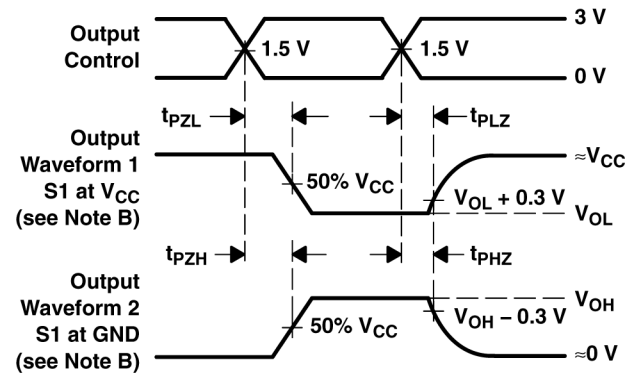 Output
Control
1.5 V
1.5 V
3 V
0 V
tPZL
tPLZ
Output
Waveform 1
S1 at VCC
(see Note B)
50% VCC
VOL + 0.3 V
≈VCC
VOL
tPZH
tPHZ
Output
Waveform 2
S1 at GND
(see Note B)
50% VCC
VOH − 0.3 V
VOH
≈0 V